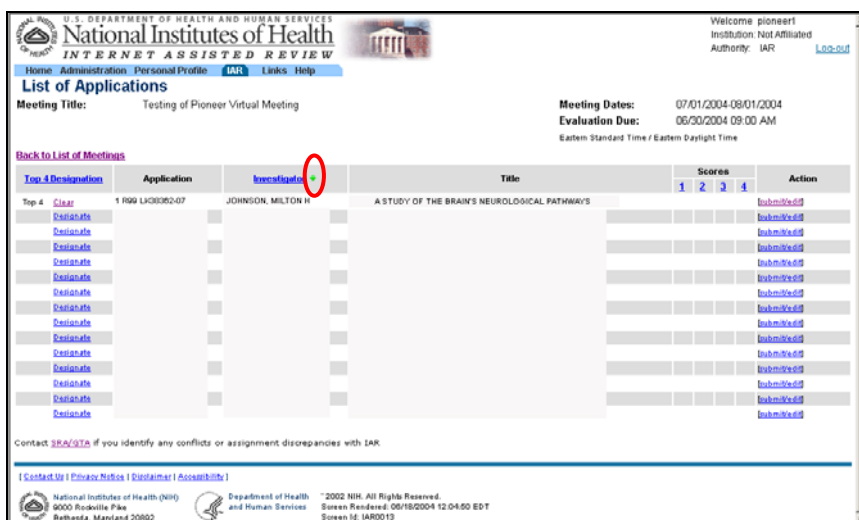 U.S. DEPARTMENT OF HEALTH AND HUMAN SERVICES
National Institutes of Health
INTERNET ASSISTED REVIEW
Welcome pioneer1
Institution: Not Affiliated
Authority: IAR Log-out
Home Administration Personal Profile IAR Links Help
List of Applications
Meeting Title: Testing of Pioneer Virtual Meeting
Meeting Dates: 07/01/2004-08/01/2004
Evaluation Due: 06/30/2004 09:00 AM
Eastern Standard Time / Eastern Daylight Time
Back to List of Meetings
Top 4 Designation Application Investigator Title Scores Action
1 2 3 4
Top 4 Clear 1 R99 JOHNSON, MILTON H A STUDY OF THE BRAIN'S NEUROLOGICAL PATHWAYS [submit/edit]
Designate [submit/edit]
Designate [submit/edit]
Designate [submit/edit]
Designate [submit/edit]
Designate [submit/edit]
Designate [submit/edit]
Designate [submit/edit]
Designate [submit/edit]
Designate [submit/edit]
Designate [submit/edit]
Designate [submit/edit]
Designate [submit/edit]
Designate [submit/edit]
Designate [submit/edit]
Contact SRA/GTA if you identify any conflicts or assignment discrepancies with IAR.
[ Contact Us | Privacy Notice | Disclaimer | Accessibility ]
National Institutes of Health (NIH)
9000 Rockville Pike
Bethesda, Maryland 20892
Department of Health
and Human Services
2002 NIH. All Rights Reserved.
Screen Rendered: 06/18/2004 12:04:50 EDT
Screen Id: IAR0013